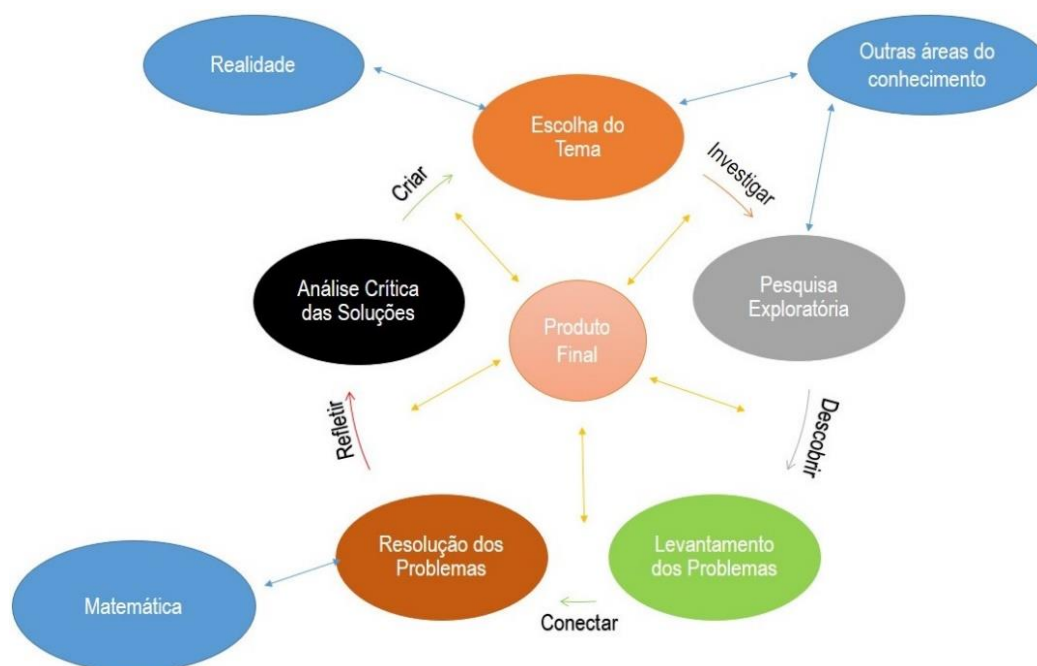 Realidade
Outras áreas do
conhecimento
Escolha do
Tema
Criar
Investigar
Análise Crítica
das Soluções
Pesquisa
Exploratória
Produto
Final
Refletir
Descobrir
Resolução dos
Problemas
Levantamento
dos Problemas
Matemática
Conectar